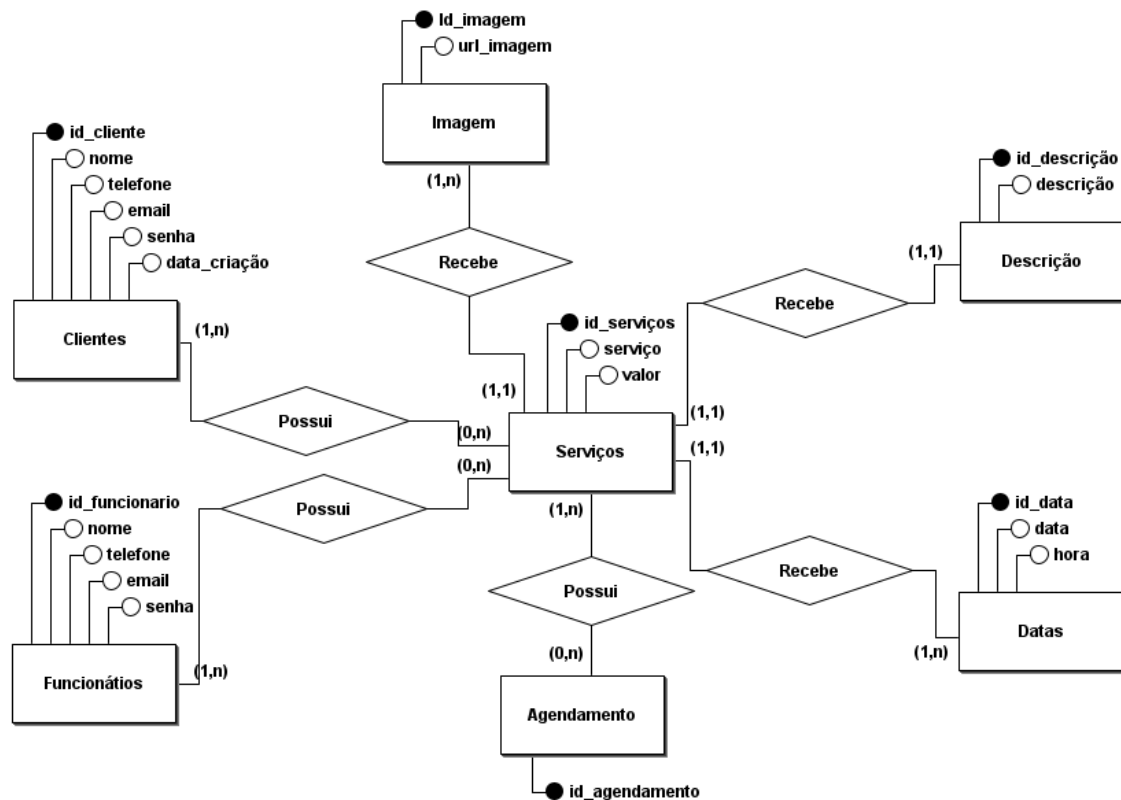 Id_imagem
url_imagem
Imagem
(1,n)
Recebe
(1,1)
id_cliente
nome
telefone
email
senha
data_criação
Clientes
(1,n)
Possui
(0,n)
id_descrição
descrição
Descrição
(1,1)
Recebe
(1,1)
id_serviços
serviço
valor
Serviços
(0,n)
Possui
(1,n)
id_funcionario
nome
telefone
email
senha
Funcionátios
(1,n)
Possui
(0,n)
Agendamento
id_agendamento
(1,1)
Recebe
(1,n)
id_data
data
hora
Datas